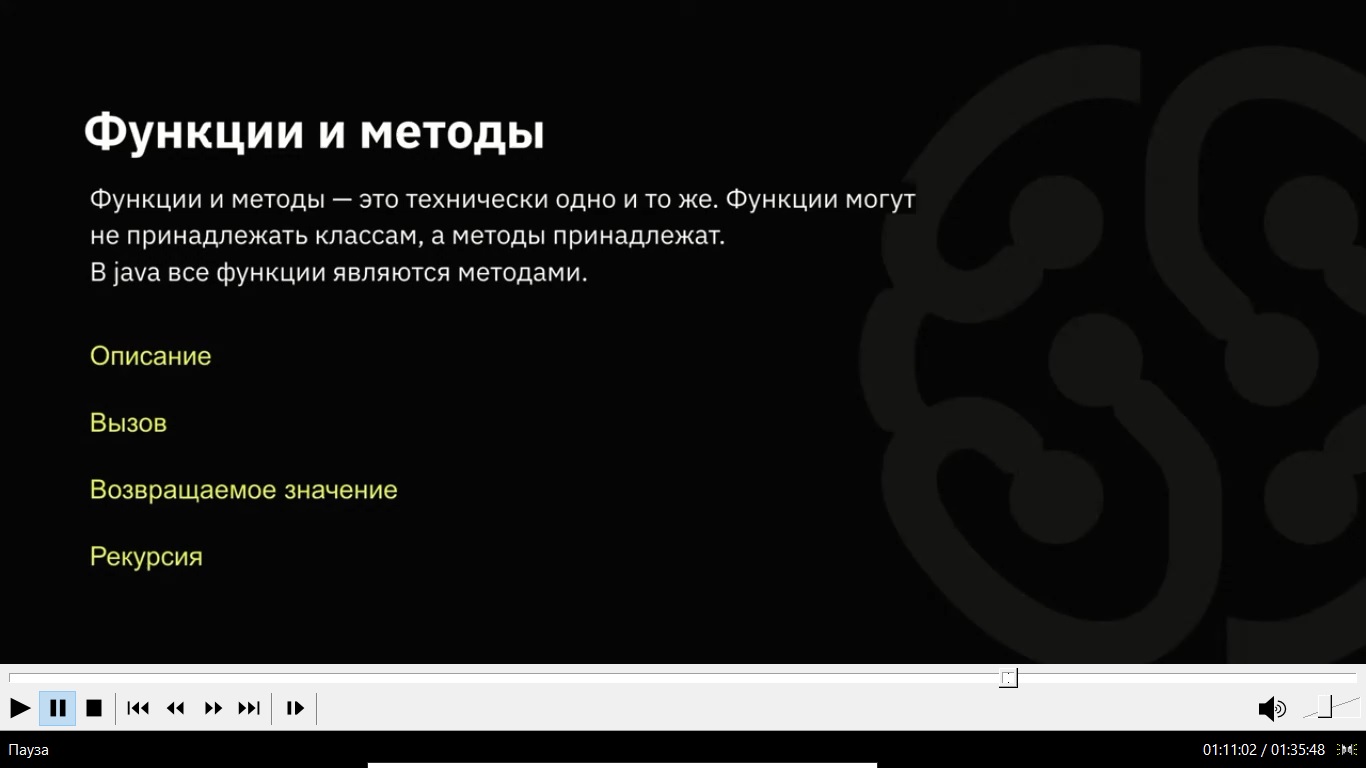 Функции и методы
Функции и методы — это технически одно и то же. Функции могут
не принадлежать классам, а методы принадлежат.
В java все функции являются методами.
Описание
Вызов
Возвращаемое значение
Рекурсия
Пауза
01:11:02 / 01:35:48